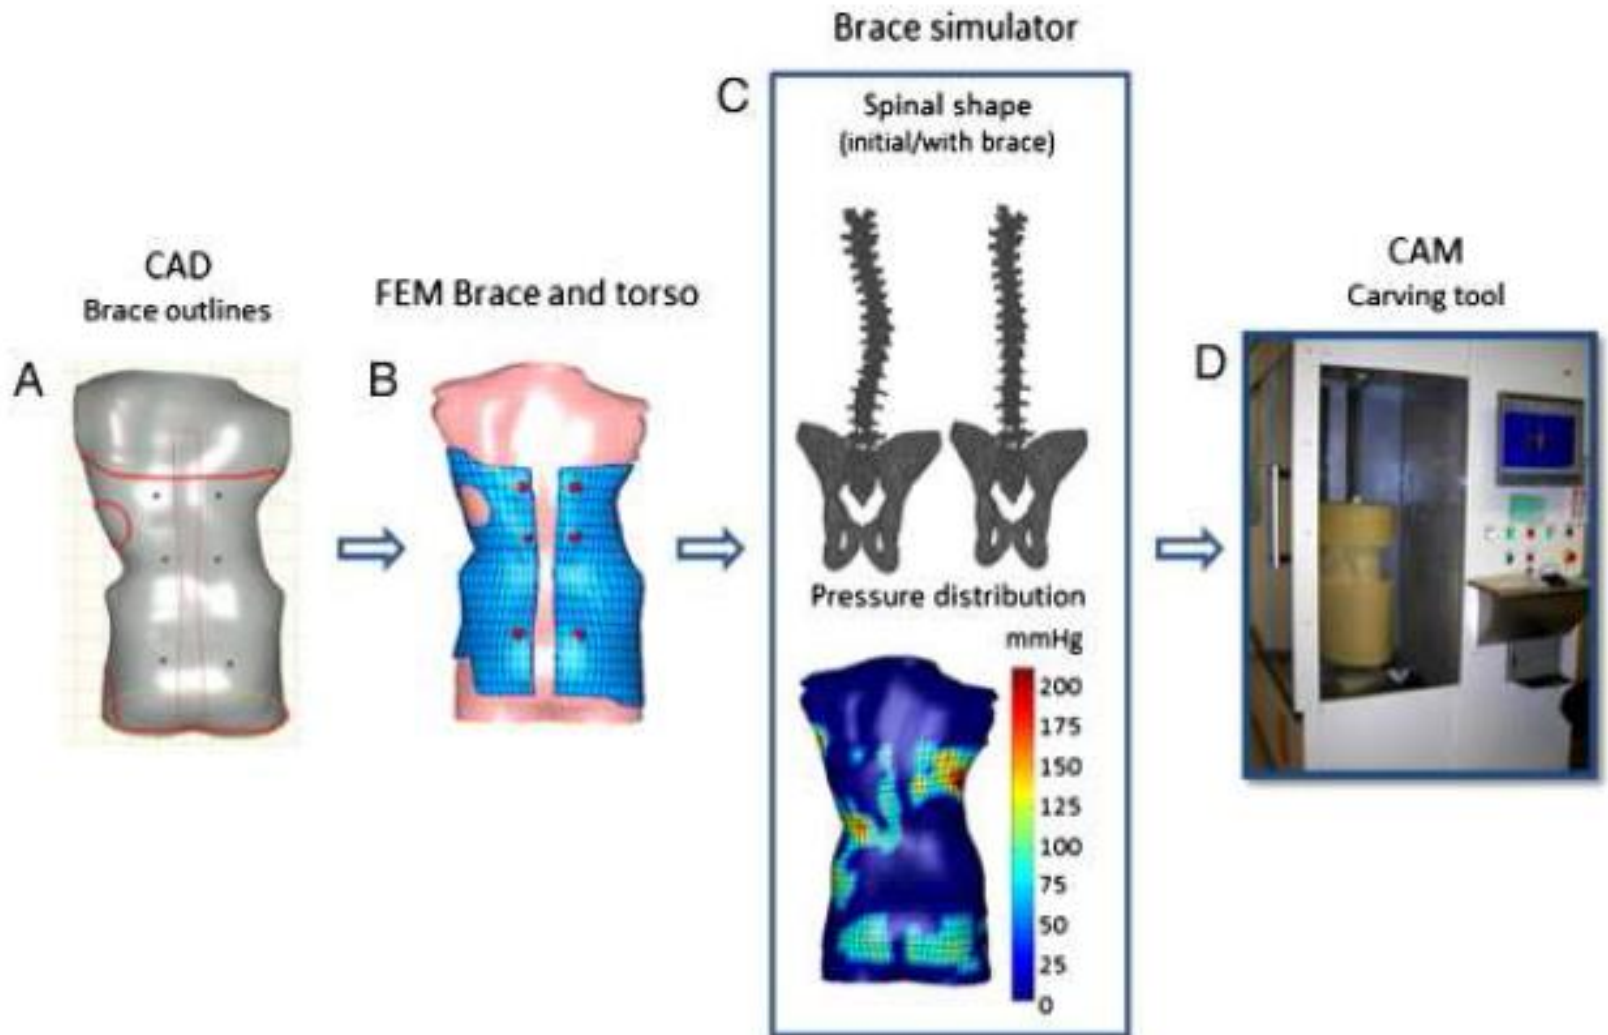 Brace simulator
C
Spinal shape
(initial/with brace)
CAD
Brace outlines
A
FEM Brace and torso
B
CAM
Carving tool
D
Pressure distribution
mmHg
200
175
150
125
100
75
50
25
0